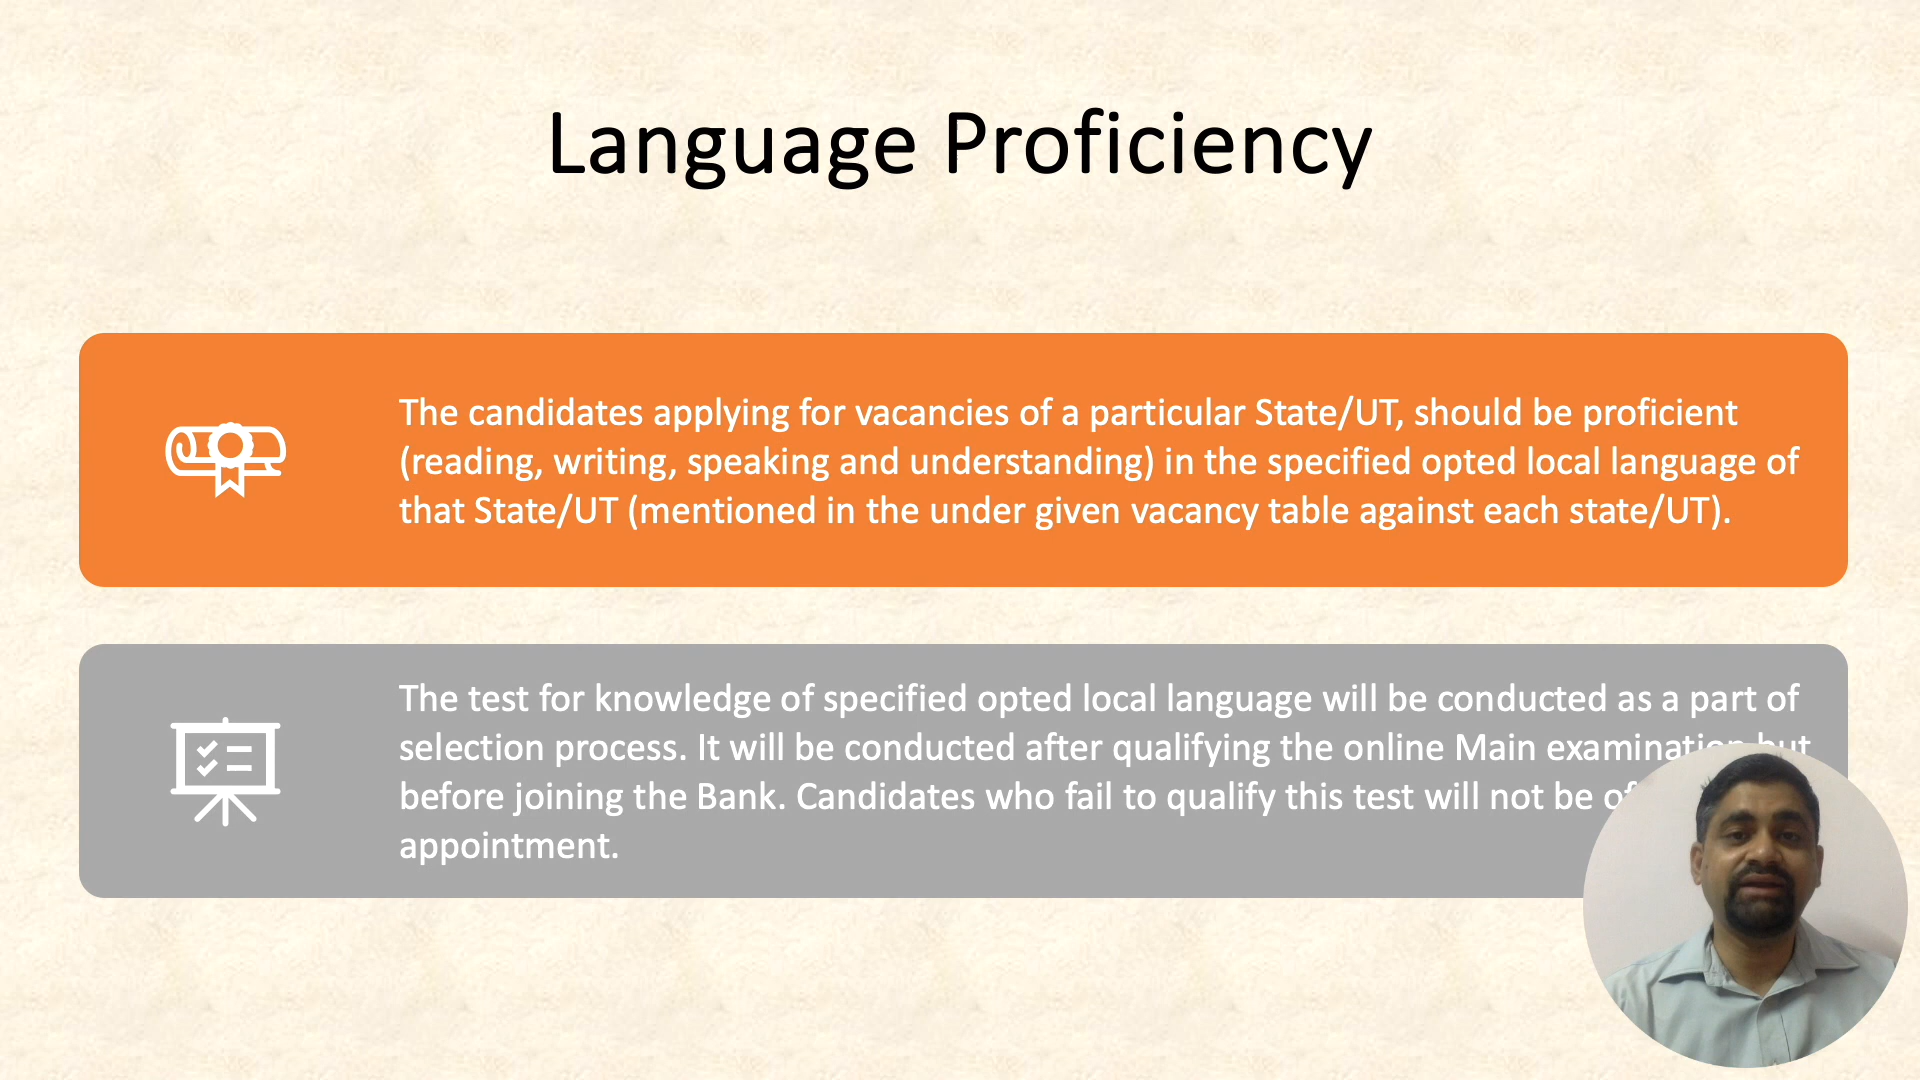 Language Proficiency
The candidates applying for vacancies of a particular State/UT, should be proficient
(reading, writing, speaking and understanding) in the specified opted local language of
that State/UT (mentioned in the under given vacancy table against each state/UT).
The test for knowledge of specified opted local language will be conducted as a part of
selection process. It will be conducted after qualifying the online Main examination but
before joining the Bank. Candidates who fail to qualify this test will not be
appointment.